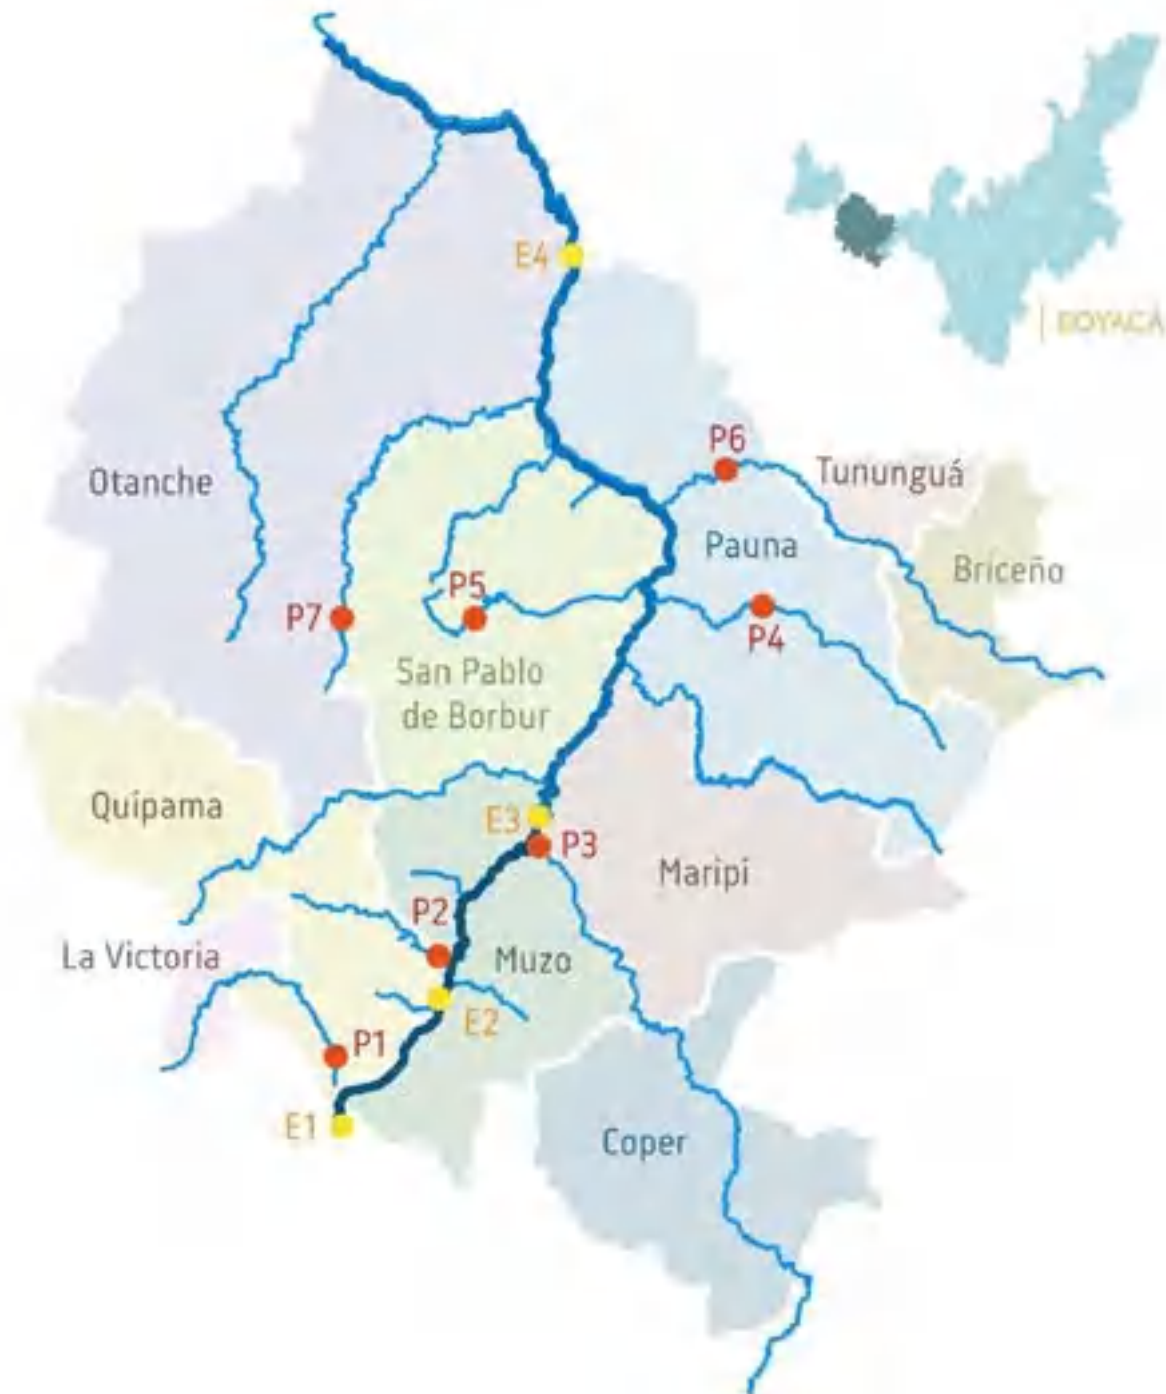 E4
BOYACÁ
P6
Otanche
Tununguá
Pauna
Briceño
P5
P7
P4
San Pablo
de Borbur
Quípama
E3
P3
Maripí
P2
La Victoria
Muzo
E2
P1
E1
Coper